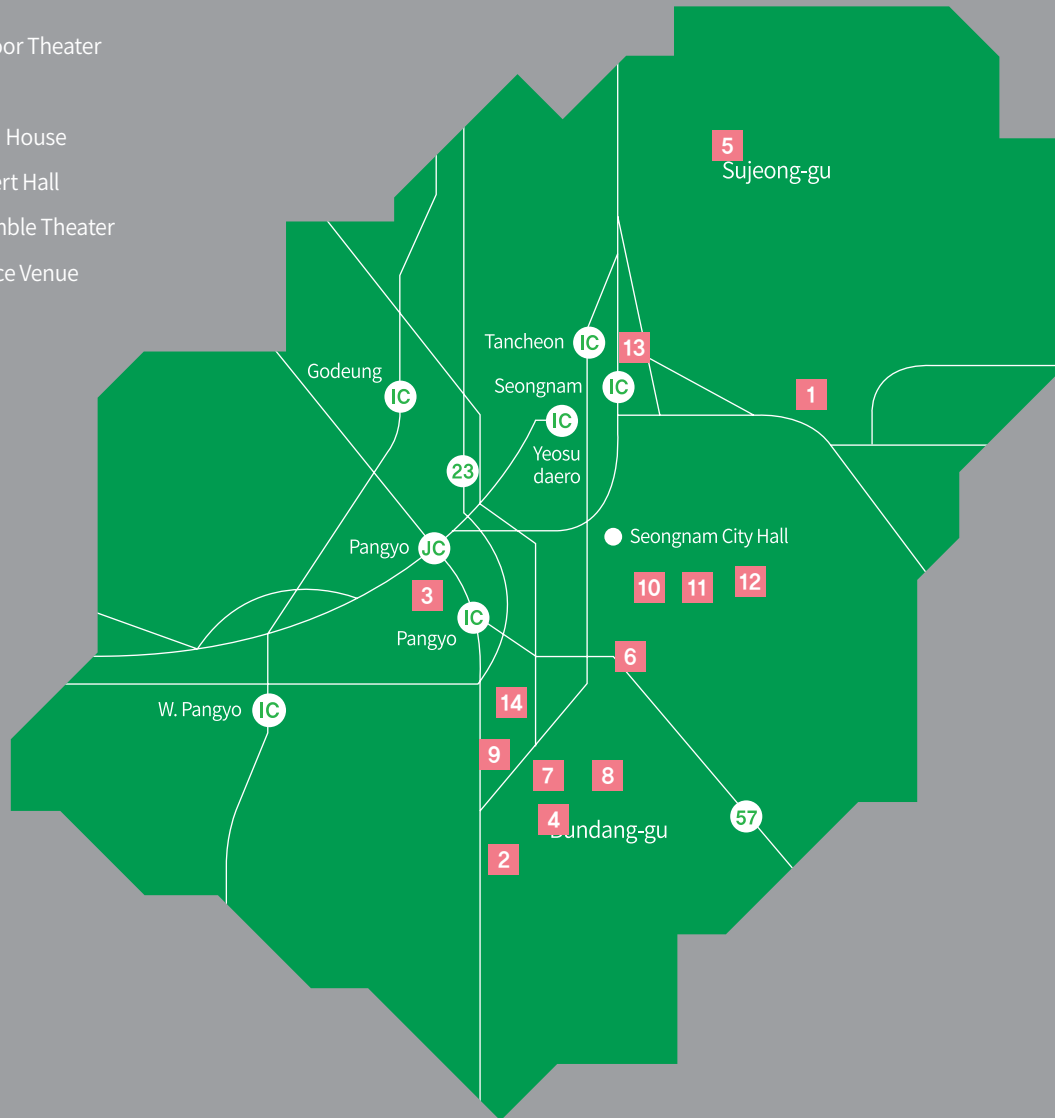 oor Theater
House
rt Hall
mble Theater
ce Venue
5
Sujeong-gu
Tancheon
IC
13
Godeung
IC
Seongnam
IC
1
IC
Yeosu
daero
23
Seongnam City Hall
Pangyo
JC
10
11
12
3
IC
Pangyo
6
14
W. Pangyo
IC
9
7
8
4
undang-gu
57
2